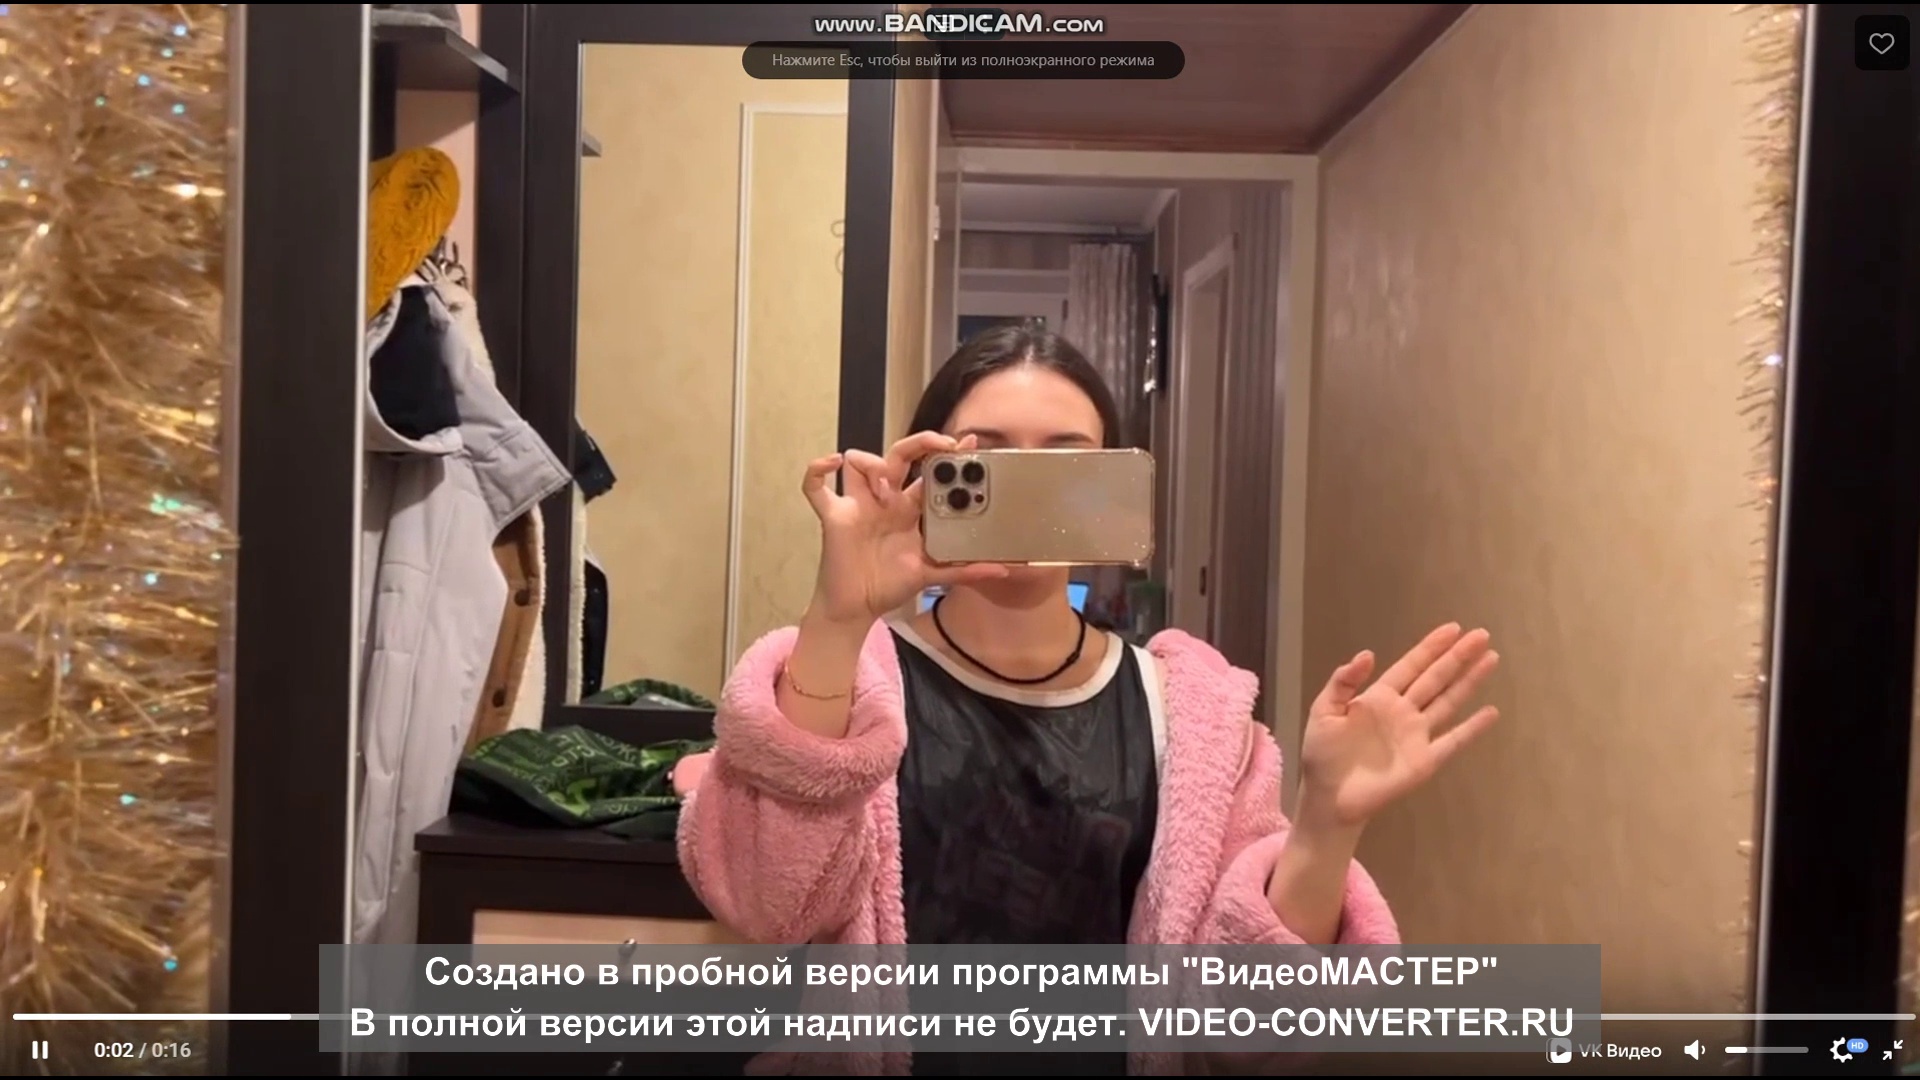 www.BANDICAM.com
Нажмите Esc, чтобы выйти из полноэкранного режима
Создано в пробной версии программы "ВидеоМАСТЕР"
В полной версии этой надписи не будет. VIDEO-CONVERTER.RU
0:02 / 0:16
VK Видео
HD